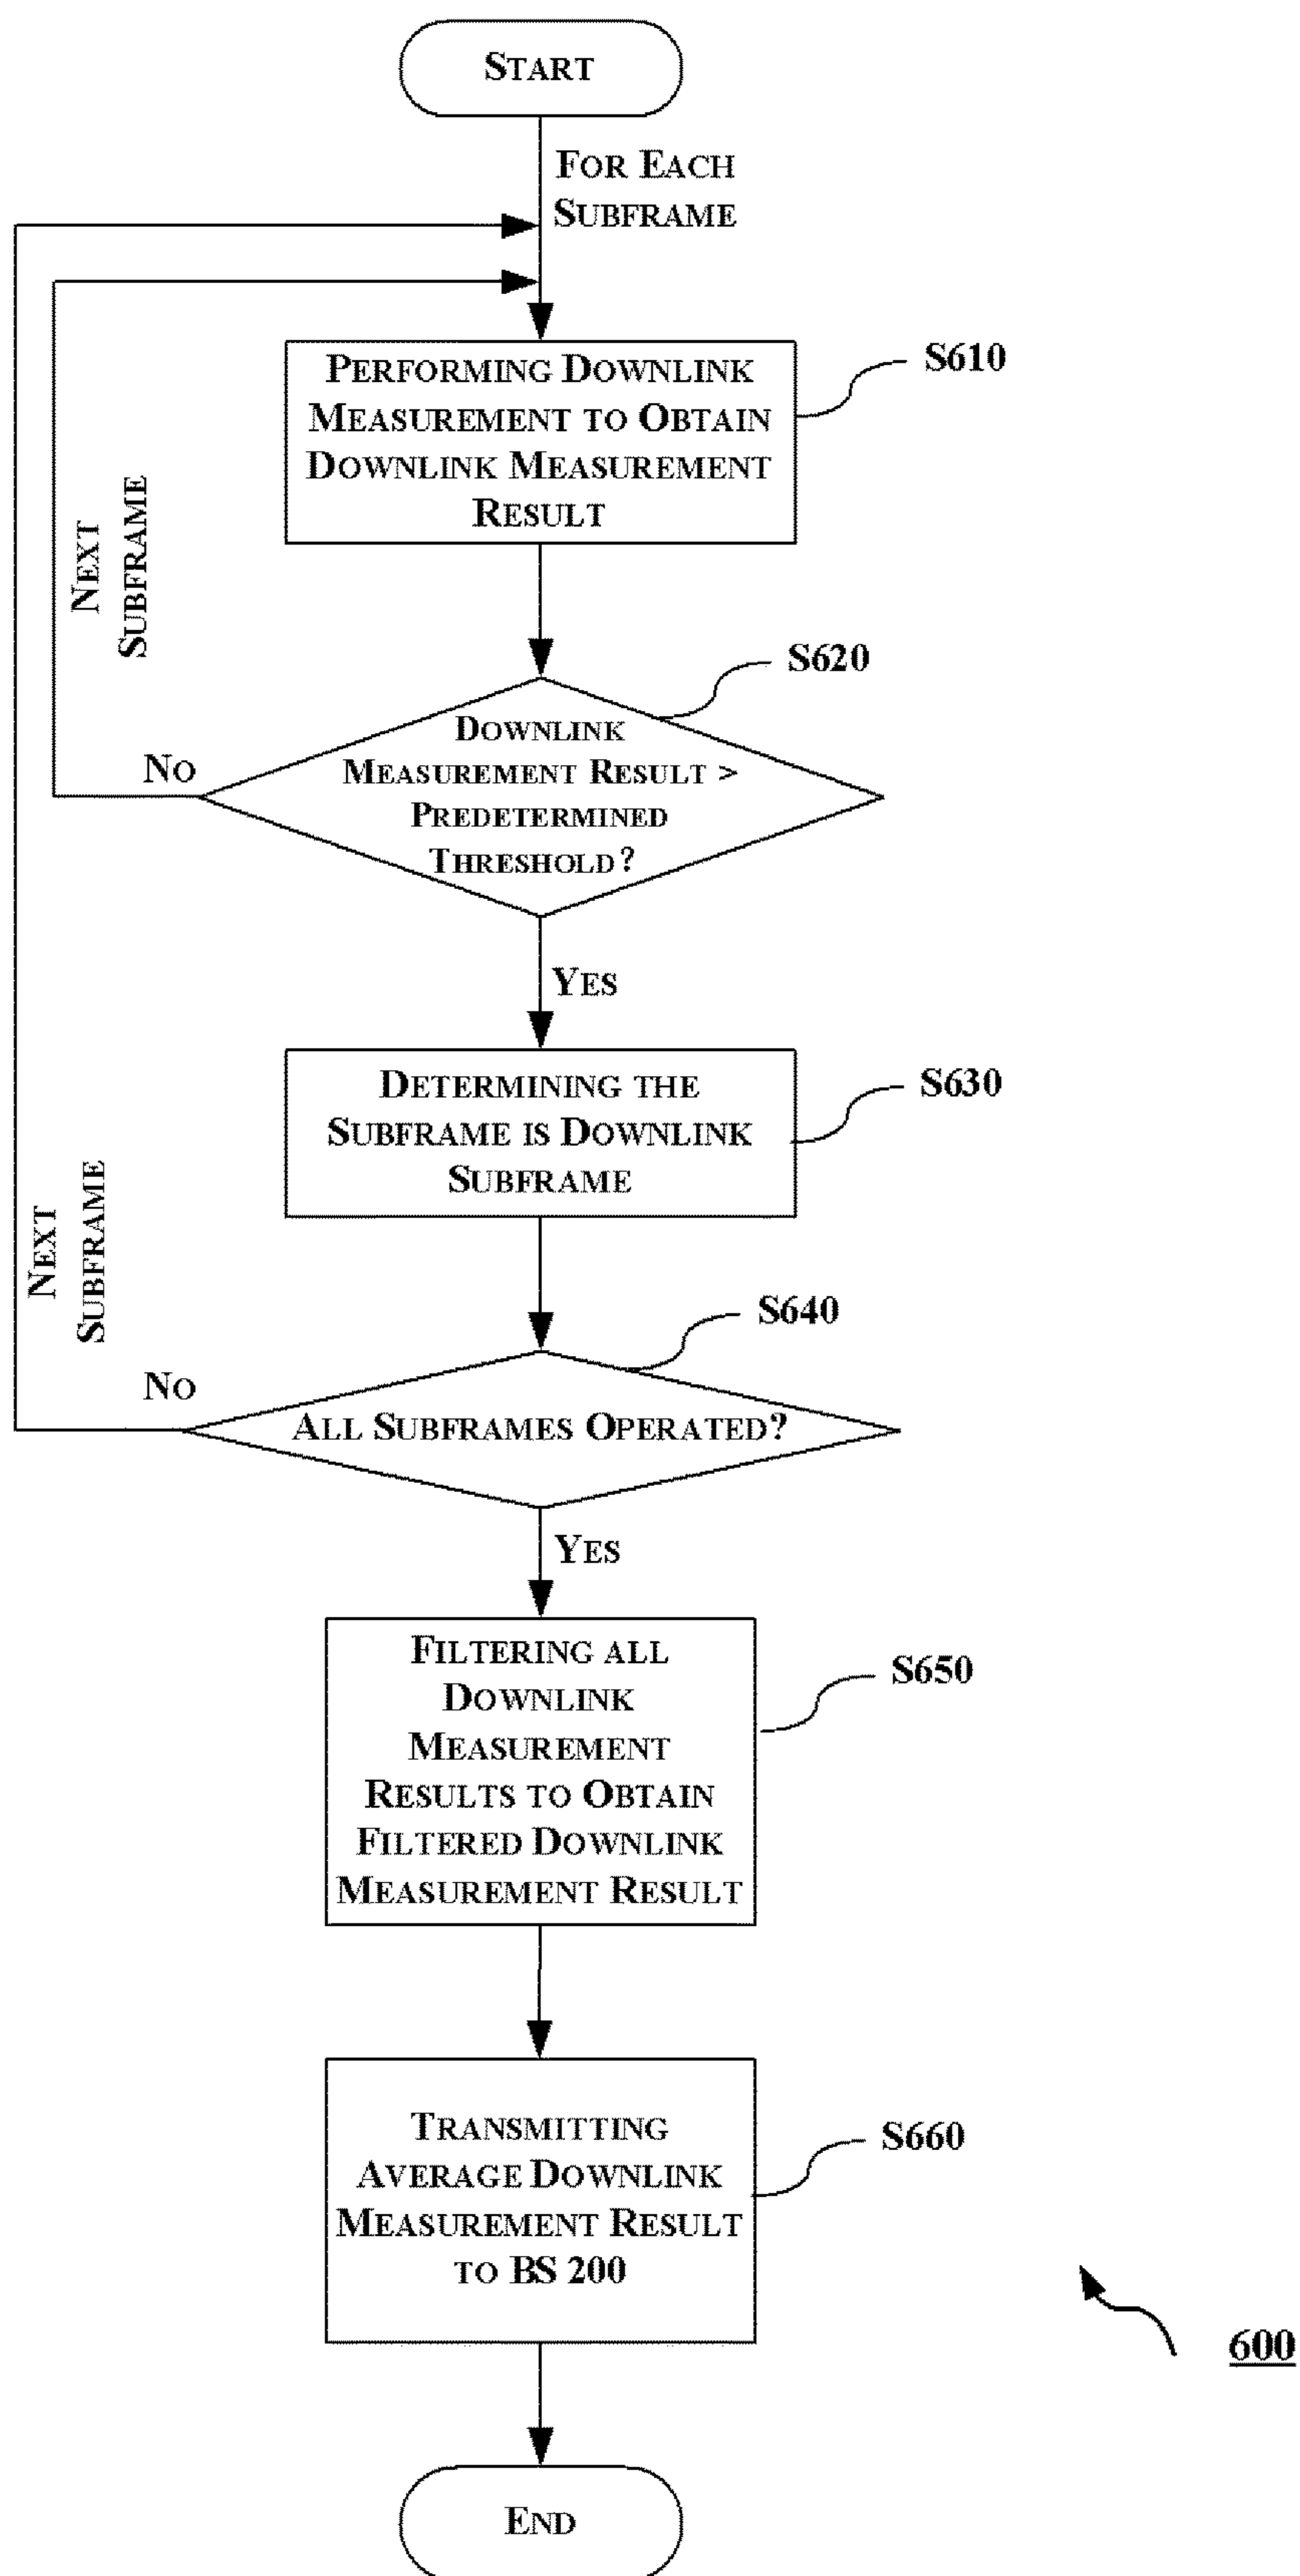 START
FOR EACH
SUBFRAME
PERFORMING DOWNLINK
MEASUREMENT TO OBTAIN
DOWNLINK MEASUREMENT
RESULT
S610
NEXT
SUBFRAME
S620
DOWNLINK
MEASUREMENT RESULT >
PREDETERMINED
THRESHOLD?
NO
YES
DETERMINING THE
SUBFRAME IS DOWNLINK
SUBFRAME
S630
NEXT
SUBFRAME
S640
NO
ALL SUBFRAMES OPERATED?
YES
FILTERING ALL
DOWNLINK
MEASUREMENT
RESULTS TO OBTAIN
FILTERED DOWNLINK
MEASUREMENT RESULT
S650
TRANSMITTING
AVERAGE DOWNLINK
MEASUREMENT RESULT
TO BS 200
S660
600
END